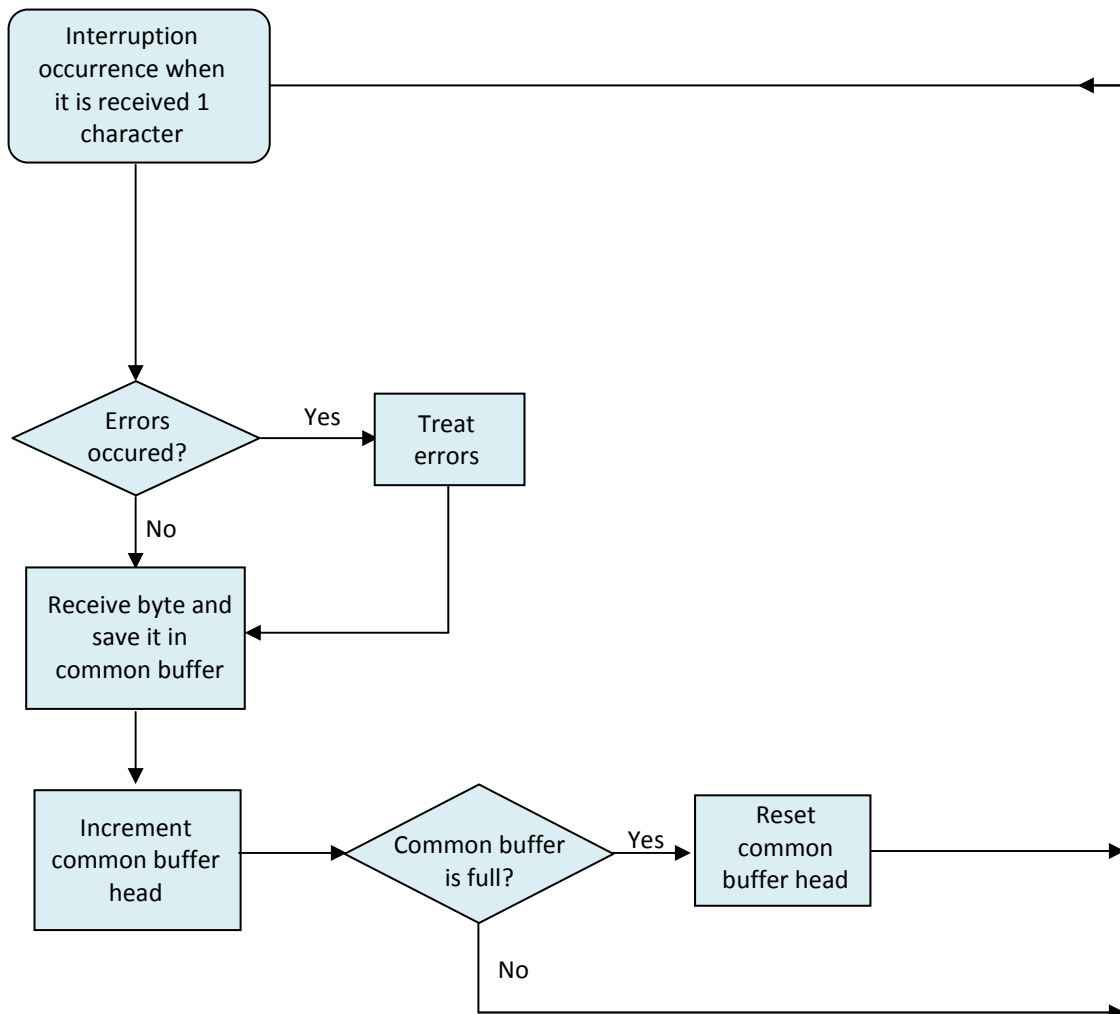 Interruption
occurrence when
it is received 1
character
Errors
occured?
Yes
Treat
errors
No
Receive byte and
save it in
common buffer
Increment
common buffer
head
Common buffer
is full?
Yes
Reset
common
buffer head
No